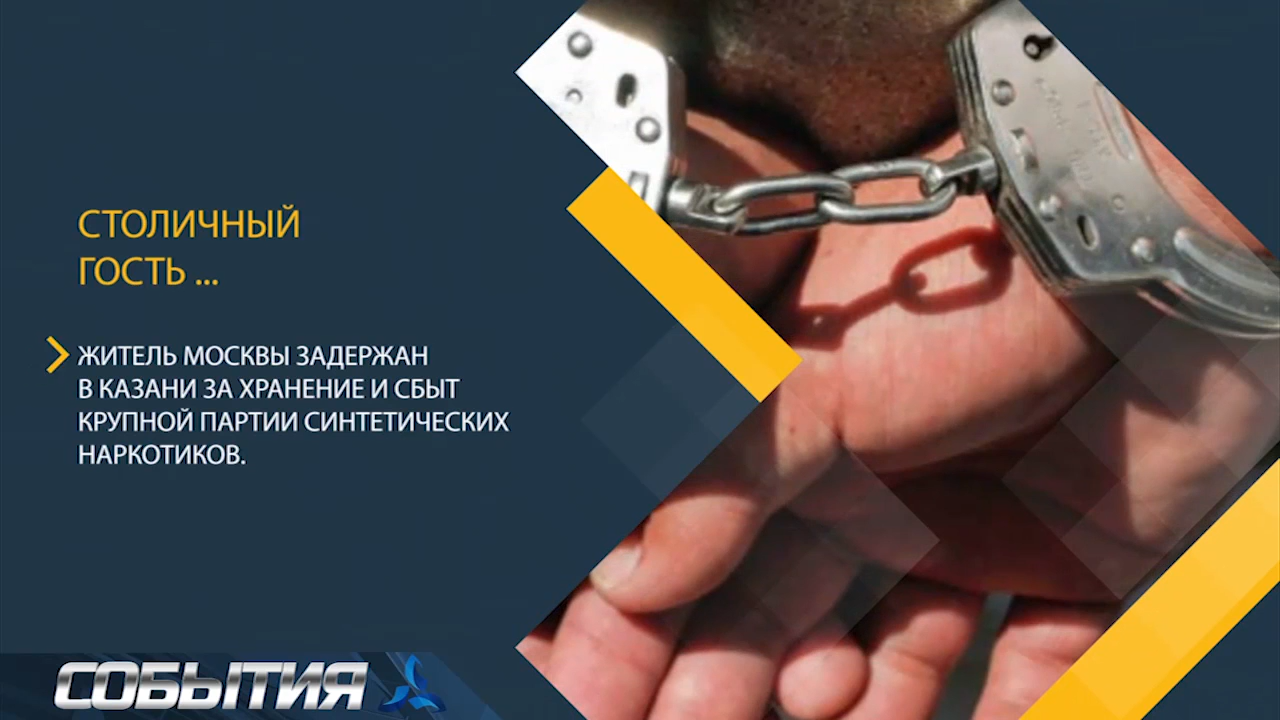 СТОЛИЧНЫЙ
ГОСТЬ ...
ЖИТЕЛЬ МОСКВЫ ЗАДЕРЖАН
В КАЗАНИ ЗА ХРАНЕНИЕ И СБЫТ
КРУПНОЙ ПАРТИИ СИНТЕТИЧЕСКИХ
НАРКОТИКОВ.
СОБЫТИЯ